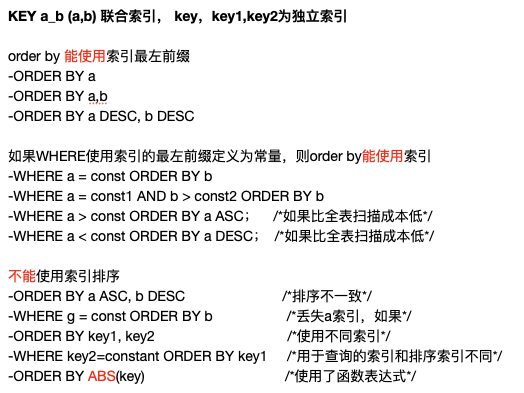 KEY a_b (a,b) 联合索引， key，key1,key2为独立索引
order by 能使用索引最左前缀
-ORDER BY a
-ORDER BY a,b
-ORDER BY a DESC, b DESC
如果WHERE使用索引的最左前缀定义为常量，则order by能使用索引
-WHERE a = const ORDER BY b
-WHERE a = const1 AND b > const2 ORDER BY b
-WHERE a > const ORDER BY a ASC； /*如果比全表扫描成本低*/
-WHERE a < const ORDER BY a DESC； /*如果比全表扫描成本低*/
不能使用索引排序
-ORDER BY a ASC, b DESC /*排序不一致*/
-WHERE g = const ORDER BY b /*丢失a索引，如果*/
-ORDER BY key1, key2 /*使用不同索引*/
-WHERE key2=constant ORDER BY key1 /*用于查询的索引和排序索引不同*/
-ORDER BY ABS(key) /*使用了函数表达式*/